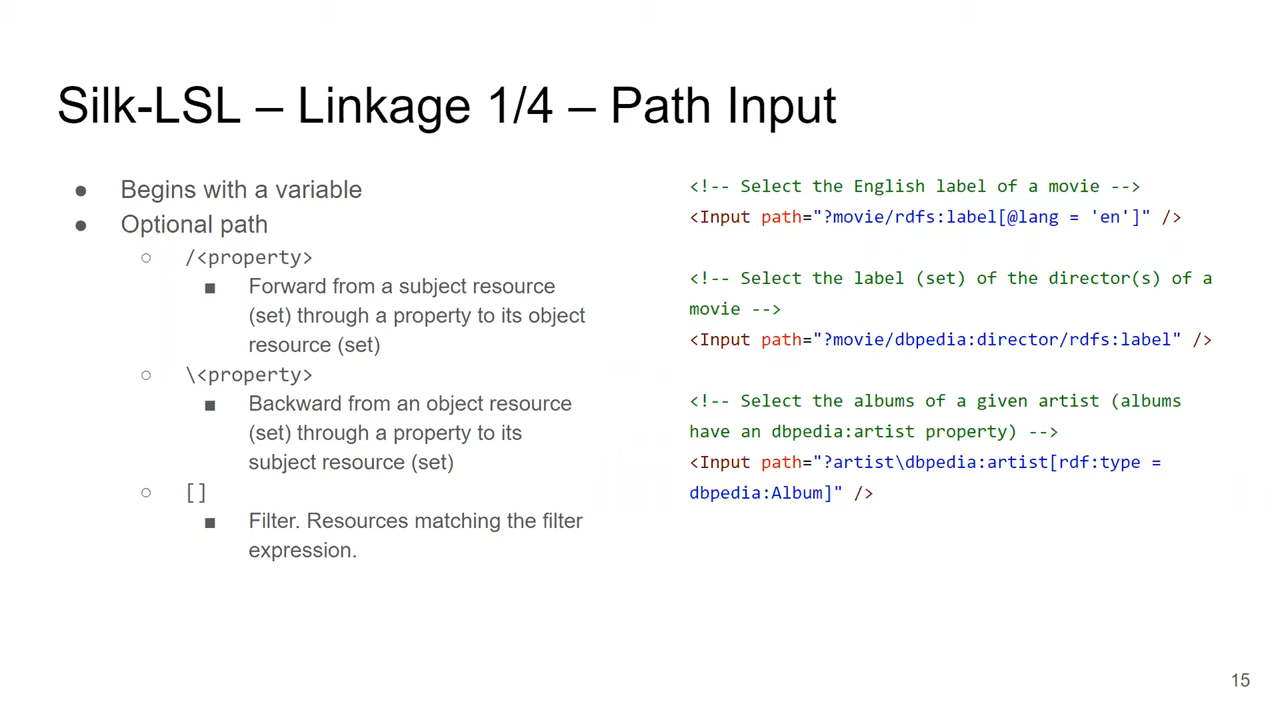 Silk-LSL – Linkage 1/4 – Path Input
● Begins with a variable
● Optional path
○ /<property>
■ Forward from a subject resource
(set) through a property to its object
resource (set)
○ \<property>
■ Backward from an object resource
(set) through a property to its
subject resource (set)
○ []
■ Filter. Resources matching the filter
expression.
<!-- Select the English label of a movie -->
<Input path="?movie/rdfs:label[@lang = 'en']" />
<!-- Select the label (set) of the director(s) of a
movie -->
<Input path="?movie/dbpedia:director/rdfs:label" />
<!-- Select the albums of a given artist (albums
have an dbpedia:artist property) -->
<Input path="?artist\dbpedia:artist[rdf:type =
dbpedia:Album]" />
15